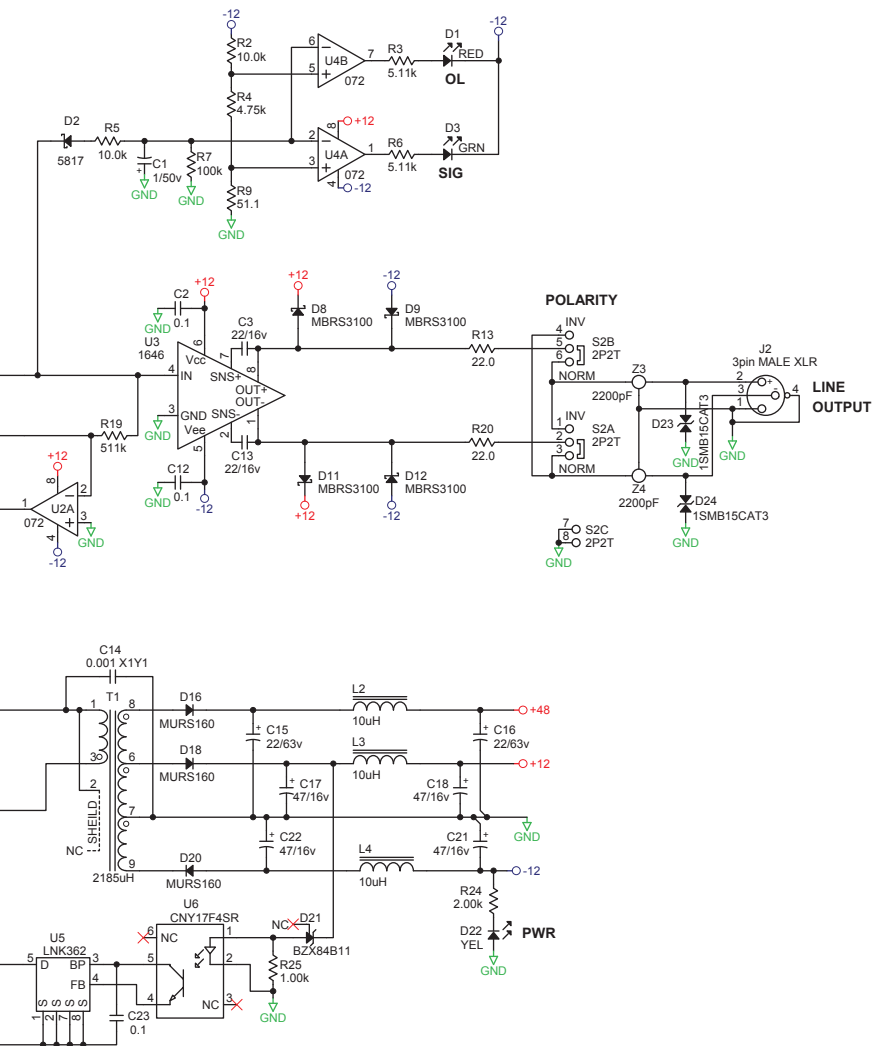 -12
R2
10.0k
6
5
U4B
072
7
R3
5.11k
D1
RED
OL
-12
R4
4.75k
D2
5817
R5
10.0k
C1
1/50v
GND
R7
100k
GND
R9
51.1
GND
2
3
8
+12
U4A
072
4
-12
1
R6
5.11k
D3
GRN
SIG
C2
0.1
GND
+12
U3
1646
6
Vcc
4
IN
3
GND
GND
Vee
5
SNS+
7
OUT+
8
OUT-
1
SNS-
2
C3
22/16v
C13
22/16v
C12
0.1
GND
-12
+12
D8
MBRS3100
-12
D9
MBRS3100
D11
MBRS3100
+12
D12
MBRS3100
-12
R13
22.0
R20
22.0
POLARITY
INV
4
5
6
S2B
2P2T
NORM
INV
1
2
3
S2A
2P2T
NORM
Z3
2200pF
Z4
2200pF
7
8
S2C
2P2T
GND
D23
1SMB15CAT3
GND
D24
1SMB15CAT3
GND
J2
3pin MALE XLR
2
3
1
+
-
4
GND
LINE
OUTPUT
R19
511k
+12
8
1
U2A
072
2
3
GND
4
-12
C14
0.001 X1Y1
T1
1
3
2
SHEILD
NC
2185uH
8
6
7
9
D16
MURS160
D18
MURS160
D20
MURS160
C15
22/63v
C17
47/16v
C22
47/16v
L2
10uH
L3
10uH
L4
10uH
C16
22/63v
C18
47/16v
C21
47/16v
+48
+12
GND
-12
R24
2.00k
D22
YEL
PWR
GND
U5
LNK362
5
D
BP
3
FB
4
S
S
S
S
1
2
7
8
C23
0.1
U6
CNY17F4SR
6
NC
5
4
1
2
NC
3
NC
D21
BZX84B11
R25
1.00k
GND